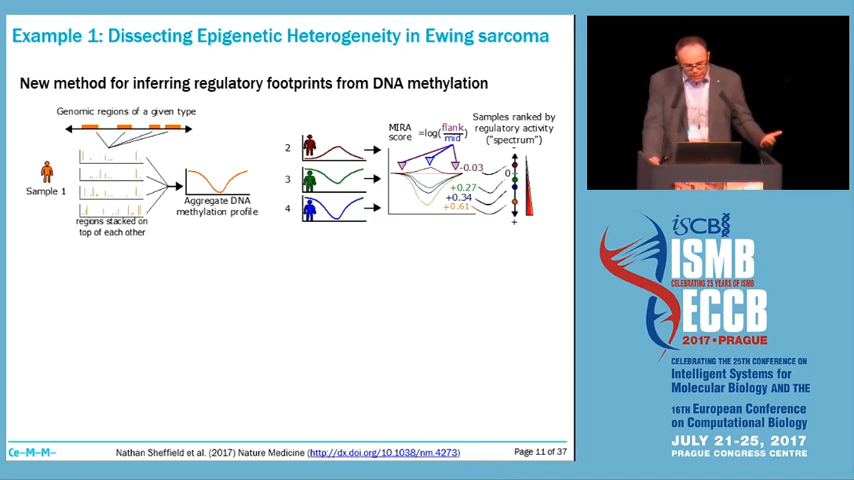 Example 1: Dissecting Epigenetic Heterogeneity in Ewing sarcoma
New method for inferring regulatory footprints from DNA methylation
Genomic regions of a given type
Sample 1
regions stacked on
top of each other
Aggregate DNA
methylation profile
2
3
4
MIRA
score
=log(flank
mid)
-0.03
+0.27
+0.34
+0.61
Samples ranked by
regulatory activity
("spectrum")
-
0
+
Ce-M-M-
Nathan Sheffield et al. (2017) Nature Medicine (http://dx.doi.org/10.1038/nm.4273)
Page 11 of 37
iSCB
ISMB
CELEBRATING 25 YEARS OF ISMB
ECCB
2017•PRAGUE
CELEBRATING THE 25TH CONFERENCE ON
Intelligent Systems for
Molecular Biology AND THE
16TH European Conference
on Computational Biology
JULY 21-25, 2017
PRAGUE CONGRESS CENTRE